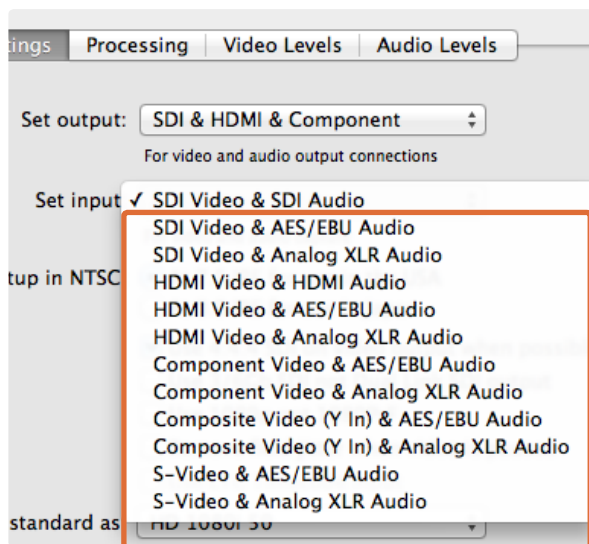 ings Processing Video Levels Audio Levels
Set output: SDI & HDMI & Component
For video and audio output connections
Set input ✓ SDI Video & SDI Audio
SDI Video & AES/EBU Audio
SDI Video & Analog XLR Audio
tup in NTSC HDMI Video & HDMI Audio
HDMI Video & AES/EBU Audio
HDMI Video & Analog XLR Audio
Component Video & AES/EBU Audio
Component Video & Analog XLR Audio
Composite Video (Y In) & AES/EBU Audio
Composite Video (Y In) & Analog XLR Audio
S-Video & AES/EBU Audio
S-Video & Analog XLR Audio
standard as HD 1080i 50